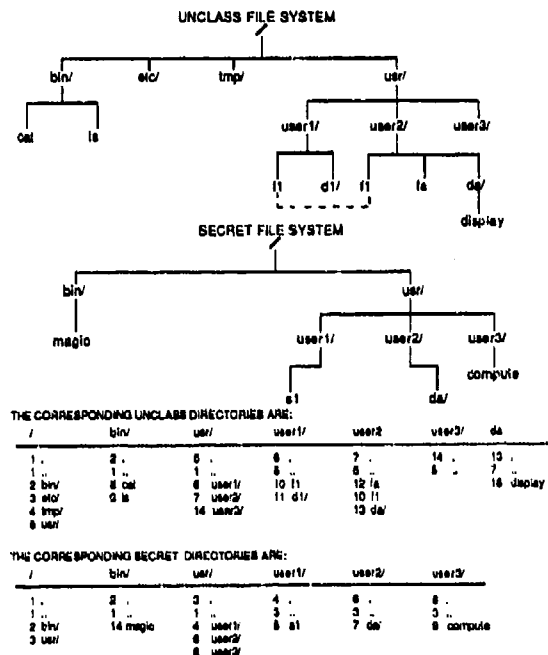 UNCLASS FILE SYSTEM
/
bin/ etc/ tmp/ usr/
cat ls user1/ user2/ user3/
f1 d1/ f1 fa da/
display
SECRET FILE SYSTEM
/
bin/ usr/
magic user1/ user2/ user3/
s1 da/ compute
THE CORRESPONDING UNCLASS DIRECTORIES ARE:
/ bin/ usr/ user1/ user2 user3/ da
1 . 2 . 5 . 6 . 7 . 14 . 13 .
1 .. 1 .. 1 .. 5 .. 5 .. 5 .. 7 ..
2 bin/ 8 cat 6 user1/ 10 f1 12 fa display
3 etc/ 9 ls 7 user2/ 11 d1/ 10 f1
4 tmp/ 14 user3/ 13 da/
5 usr/
THE CORRESPONDING SECRET DIRECTORIES ARE:
/ bin/ usr/ user1/ user2/ user3/
1 . 2 . 3 . 4 . 6 . 8 .
1 .. 1 .. 1 .. 3 .. 3 .. 3 ..
2 bin/ 14 magic 4 user1/ 5 s1 7 da/ 9 compute
3 usr/ 6 user2/
8 user3/